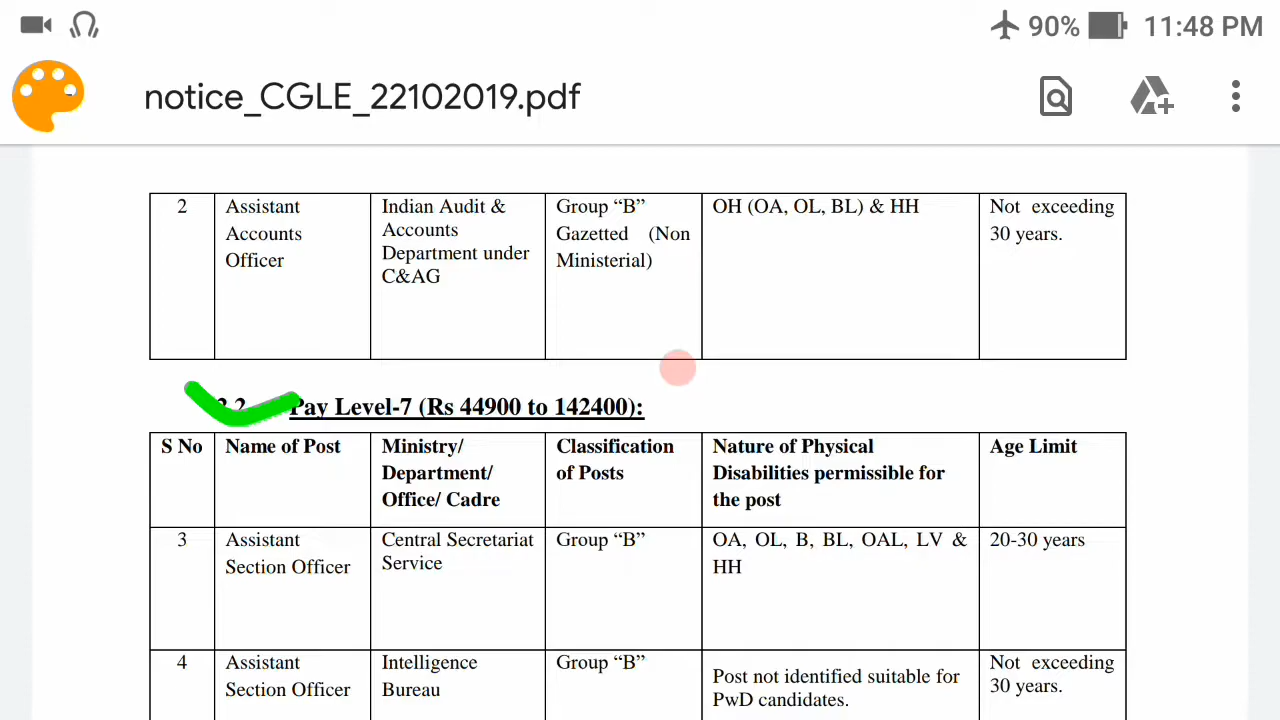 90% 11:48 PM
notice_CGLE_22102019.pdf
2 Assistant Accounts Officer Indian Audit & Accounts Department under C&AG Group “B” Gazetted (Non Ministerial) OH (OA, OL, BL) & HH Not exceeding 30 years.
Pay Level-7 (Rs 44900 to 142400):
S No Name of Post Ministry/ Department/ Office/ Cadre Classification of Posts Nature of Physical Disabilities permissible for the post Age Limit
3 Assistant Section Officer Central Secretariat Service Group “B” OA, OL, B, BL, OAL, LV & HH 20-30 years
4 Assistant Section Officer Intelligence Bureau Group “B” Post not identified suitable for PwD candidates. Not exceeding 30 years.